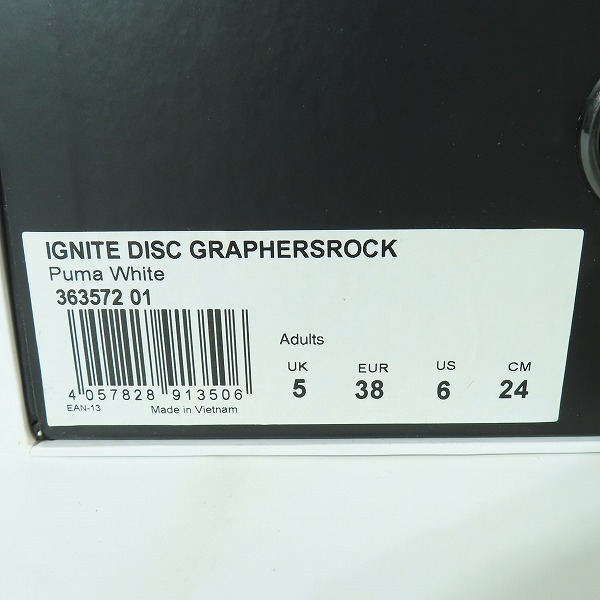 IGNITE DISC GRAPHERSROCK
Puma White
363572 01
Adults
UK EUR US CM
5 38 6 24
4 057828 913506
EAN-13 Made in Vietnam